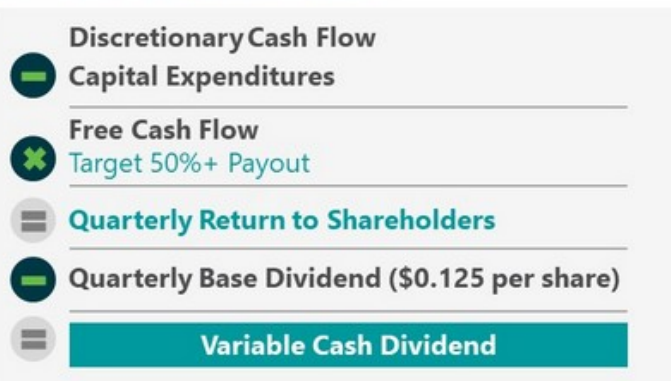 Discretionary Cash Flow
Capital Expenditures
Free Cash Flow
Target 50%+ Payout
Quarterly Return to Shareholders
Quarterly Base Dividend ($0.125 per share)
Variable Cash Dividend